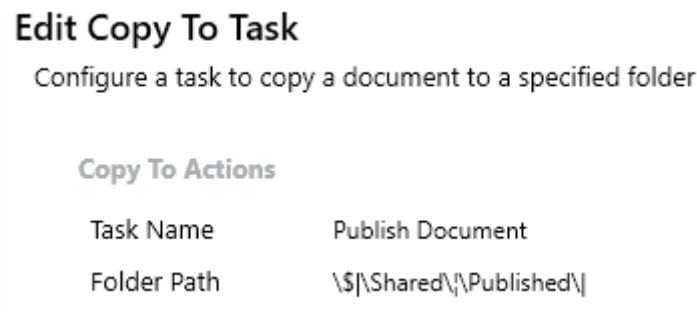 Edit Copy To Task
Configure a task to copy a document to a specified folder
Copy To Actions
Task Name Publish Document
Folder Path \$|\Shared\¦\Published\|